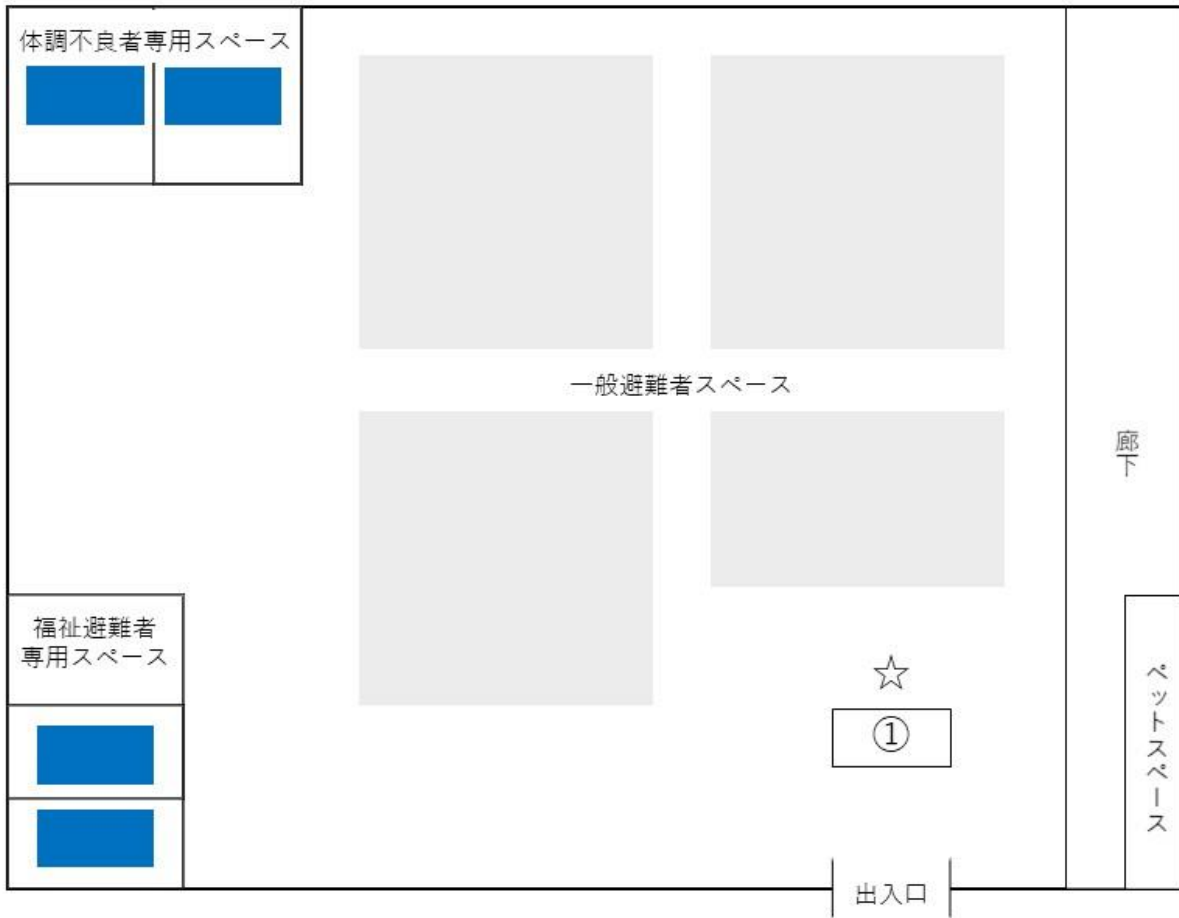 体調不良者専用スペース
一般避難者スペース
廊下
福祉避難者
専用スペース
☆
①
ペットスペース
出入口